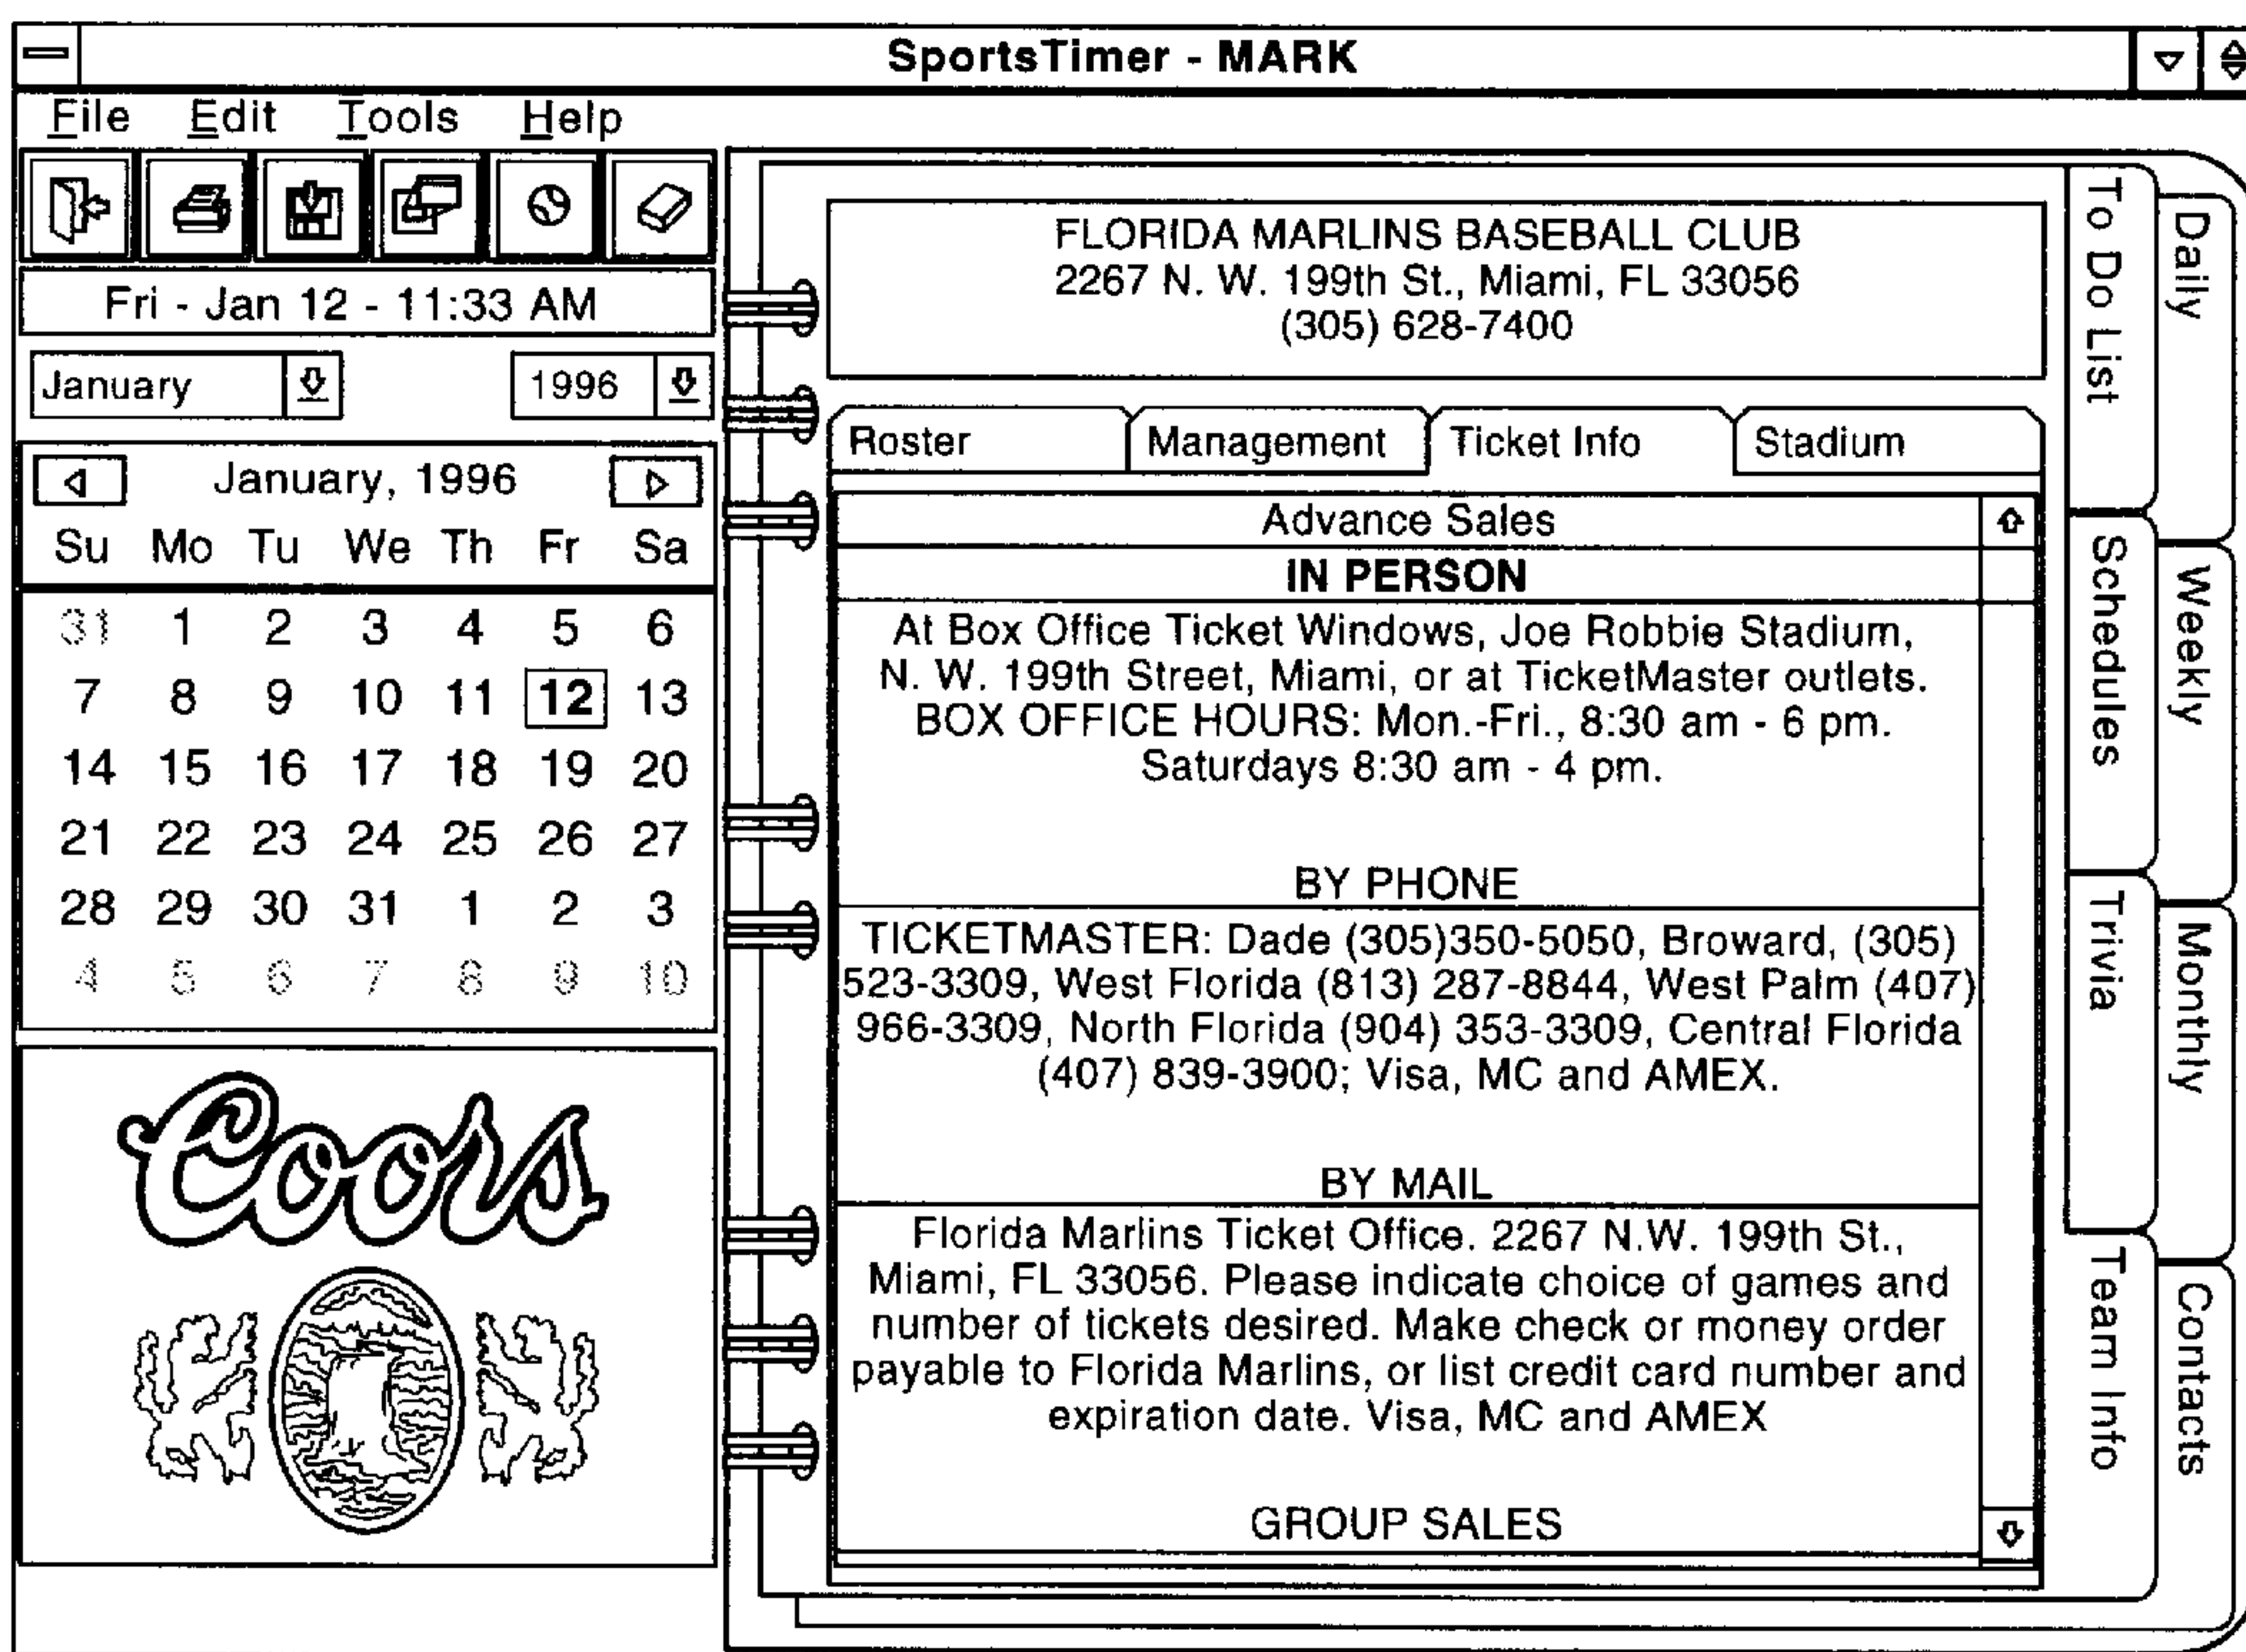 SportsTimer - MARK
File Edit Tools Help
Fri - Jan 12 - 11:33 AM
January 1996
January, 1996
Su Mo Tu We Th Fr Sa
31 1 2 3 4 5 6
7 8 9 10 11 12 13
14 15 16 17 18 19 20
21 22 23 24 25 26 27
28 29 30 31 1 2 3
4 5 6 7 8 9 10
Coors
FLORIDA MARLINS BASEBALL CLUB
2267 N. W. 199th St., Miami, FL 33056
(305) 628-7400
Roster Management Ticket Info Stadium
Advance Sales
IN PERSON
At Box Office Ticket Windows, Joe Robbie Stadium,
N. W. 199th Street, Miami, or at TicketMaster outlets.
BOX OFFICE HOURS: Mon.-Fri., 8:30 am - 6 pm.
Saturdays 8:30 am - 4 pm.
BY PHONE
TICKETMASTER: Dade (305)350-5050, Broward, (305)
523-3309, West Florida (813) 287-8844, West Palm (407)
966-3309, North Florida (904) 353-3309, Central Florida
(407) 839-3900; Visa, MC and AMEX.
BY MAIL
Florida Marlins Ticket Office. 2267 N.W. 199th St.,
Miami, FL 33056. Please indicate choice of games and
number of tickets desired. Make check or money order
payable to Florida Marlins, or list credit card number and
expiration date. Visa, MC and AMEX
GROUP SALES
To Do List
Schedules
Trivia
Team Info
Daily
Weekly
Monthly
Contacts